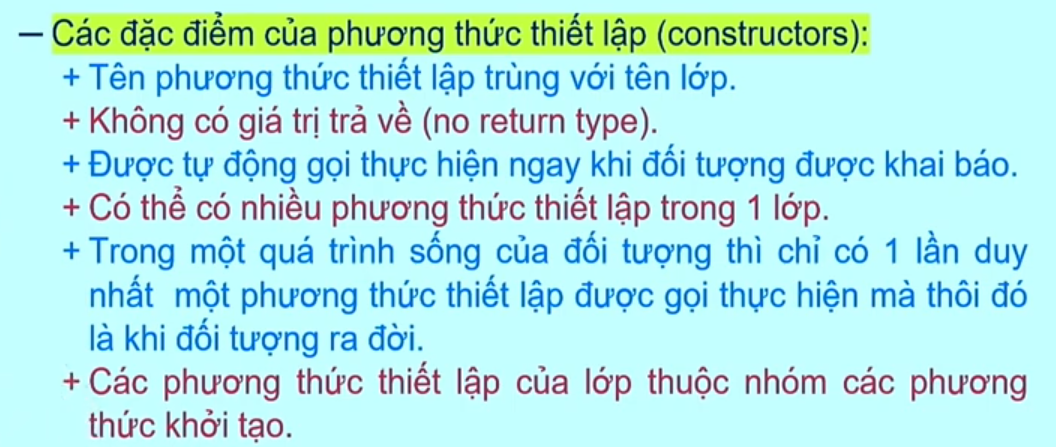 – Các đặc điểm của phương thức thiết lập (constructors):
+ Tên phương thức thiết lập trùng với tên lớp.
+ Không có giá trị trả về (no return type).
+ Được tự động gọi thực hiện ngay khi đối tượng được khai báo.
+ Có thể có nhiều phương thức thiết lập trong 1 lớp.
+ Trong một quá trình sống của đối tượng thì chỉ có 1 lần duy
nhất một phương thức thiết lập được gọi thực hiện mà thôi đó
là khi đối tượng ra đời.
+ Các phương thức thiết lập của lớp thuộc nhóm các phương
thức khởi tạo.